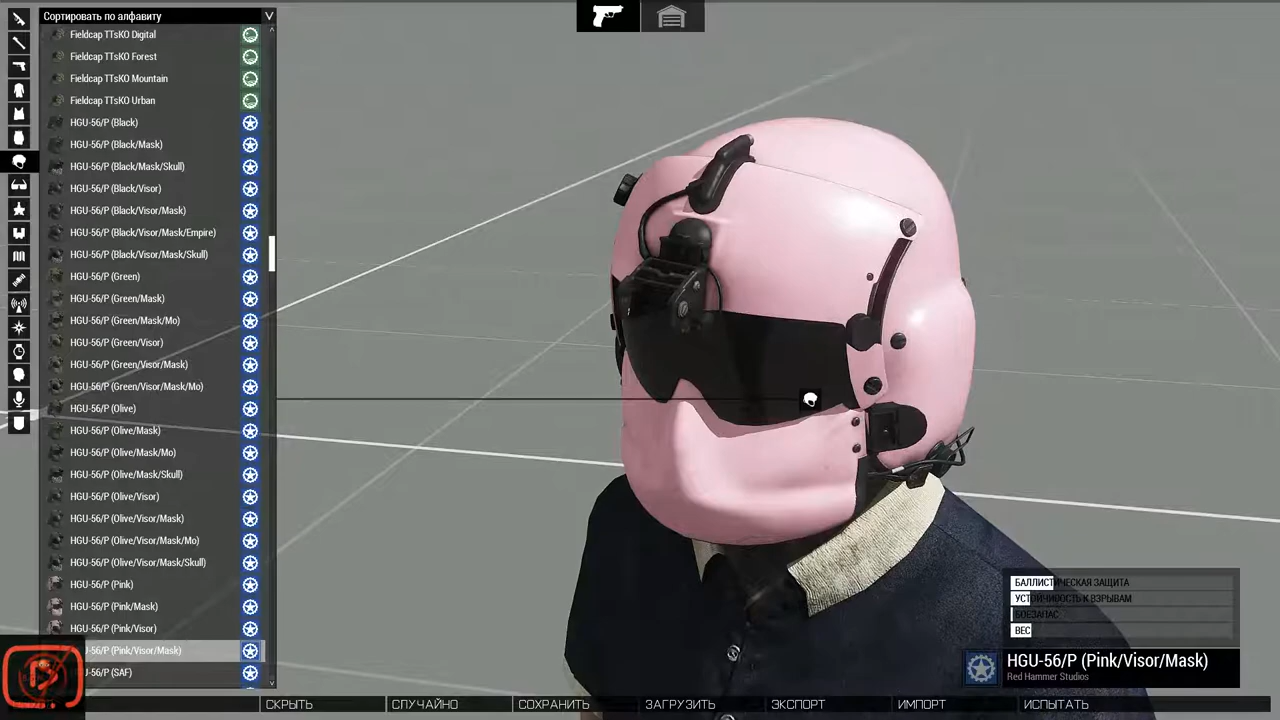 Сортировать по алфавиту
Fieldcap TTsKO Digital
Fieldcap TTsKO Forest
Fieldcap TTsKO Mountain
Fieldcap TTsKO Urban
HGU-56/P (Black)
HGU-56/P (Black/Mask)
HGU-56/P (Black/Mask/Skull)
HGU-56/P (Black/Visor)
HGU-56/P (Black/Visor/Mask)
HGU-56/P (Black/Visor/Mask/Empire)
HGU-56/P (Black/Visor/Mask/Skull)
HGU-56/P (Green)
HGU-56/P (Green/Mask)
HGU-56/P (Green/Mask/Mo)
HGU-56/P (Green/Visor)
HGU-56/P (Green/Visor/Mask)
HGU-56/P (Green/Visor/Mask/Mo)
HGU-56/P (Olive)
HGU-56/P (Olive/Mask)
HGU-56/P (Olive/Mask/Mo)
HGU-56/P (Olive/Mask/Skull)
HGU-56/P (Olive/Visor)
HGU-56/P (Olive/Visor/Mask)
HGU-56/P (Olive/Visor/Mask/Mo)
HGU-56/P (Olive/Visor/Mask/Skull)
HGU-56/P (Pink)
HGU-56/P (Pink/Mask)
HGU-56/P (Pink/Visor)
-56/P (Pink/Visor/Mask)
-56/P (SAF)
БАЛЛИСТИЧЕСКАЯ ЗАЩИТА
УСТОЙЧИВОСТЬ К ВЗРЫВАМ
БОЕЗАПАС
ВЕС
HGU-56/P (Pink/Visor/Mask)
Red Hammer Studios
СКРЫТЬ
СЛУЧАЙНО
СОХРАНИТЬ
ЗАГРУЗИТЬ
ЭКСПОРТ
ИМПОРТ
ИСПЫТАТЬ